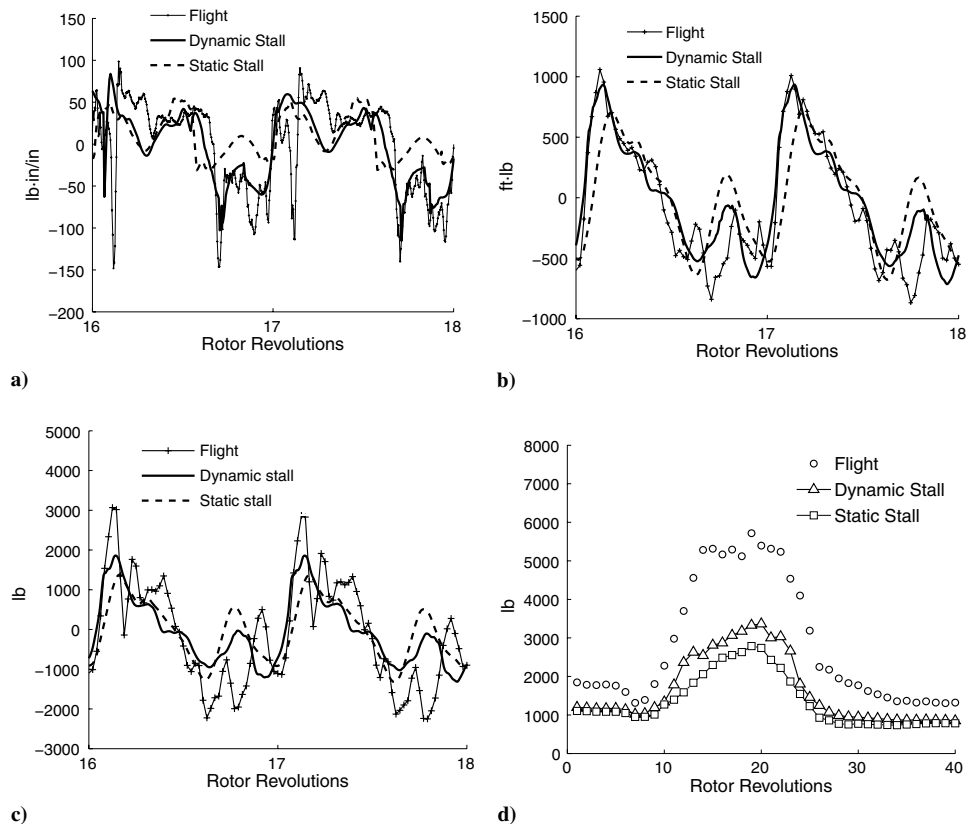 150
100
50
0
−50
−100
−150
−200
lb·in/in
Flight
Dynamic Stall
Static Stall
16
17
18
Rotor Revolutions
a)
1500
1000
500
0
−500
−1000
ft·lb
Flight
Dynamic Stall
Static Stall
16
17
18
Rotor Revolutions
b)
5000
4000
3000
2000
1000
0
−1000
−2000
−3000
lb
Flight
Dynamic stall
Static stall
16
17
18
Rotor Revolutions
c)
8000
7000
6000
5000
4000
3000
2000
1000
0
lb
Flight
Dynamic Stall
Static Stall
0
10
20
30
40
Rotor Revolutions
d)